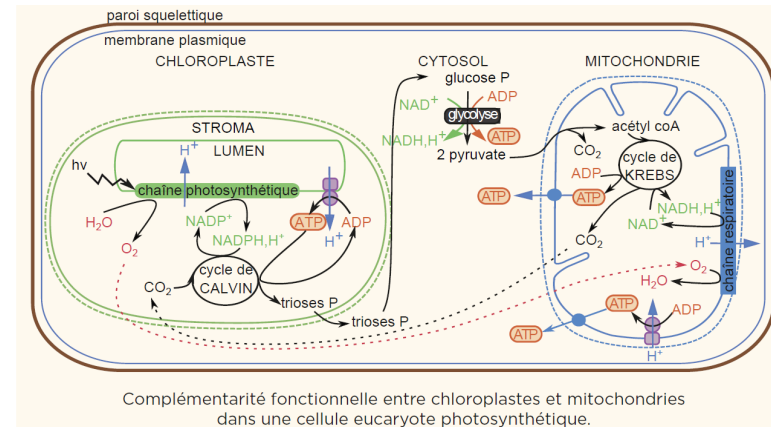 paroi squelettique
membrane plasmique
CHLOROPLASTE
CYTOSOL
MITOCHONDRIE
glucose P
NAD⁺
ADP
glycolyse
NADH,H⁺
ATP
2 pyruvate
STROMA
LUMEN
H⁺
hν
chaîne photosynthétique
H₂O
O₂
NADP⁺
NADPH,H⁺
ATP
ADP
H⁺
CO₂
cycle de
CALVIN
trioses P
trioses P
acétyl coA
CO₂
cycle de
KREBS
ADP
ATP
ATP
NADH,H⁺
NAD⁺
CO₂
chaîne respiratoire
H⁺
O₂
H₂O
ATP
ADP
ATP
H⁺
Complémentarité fonctionnelle entre chloroplastes et mitochondries
dans une cellule eucaryote photosynthétique.